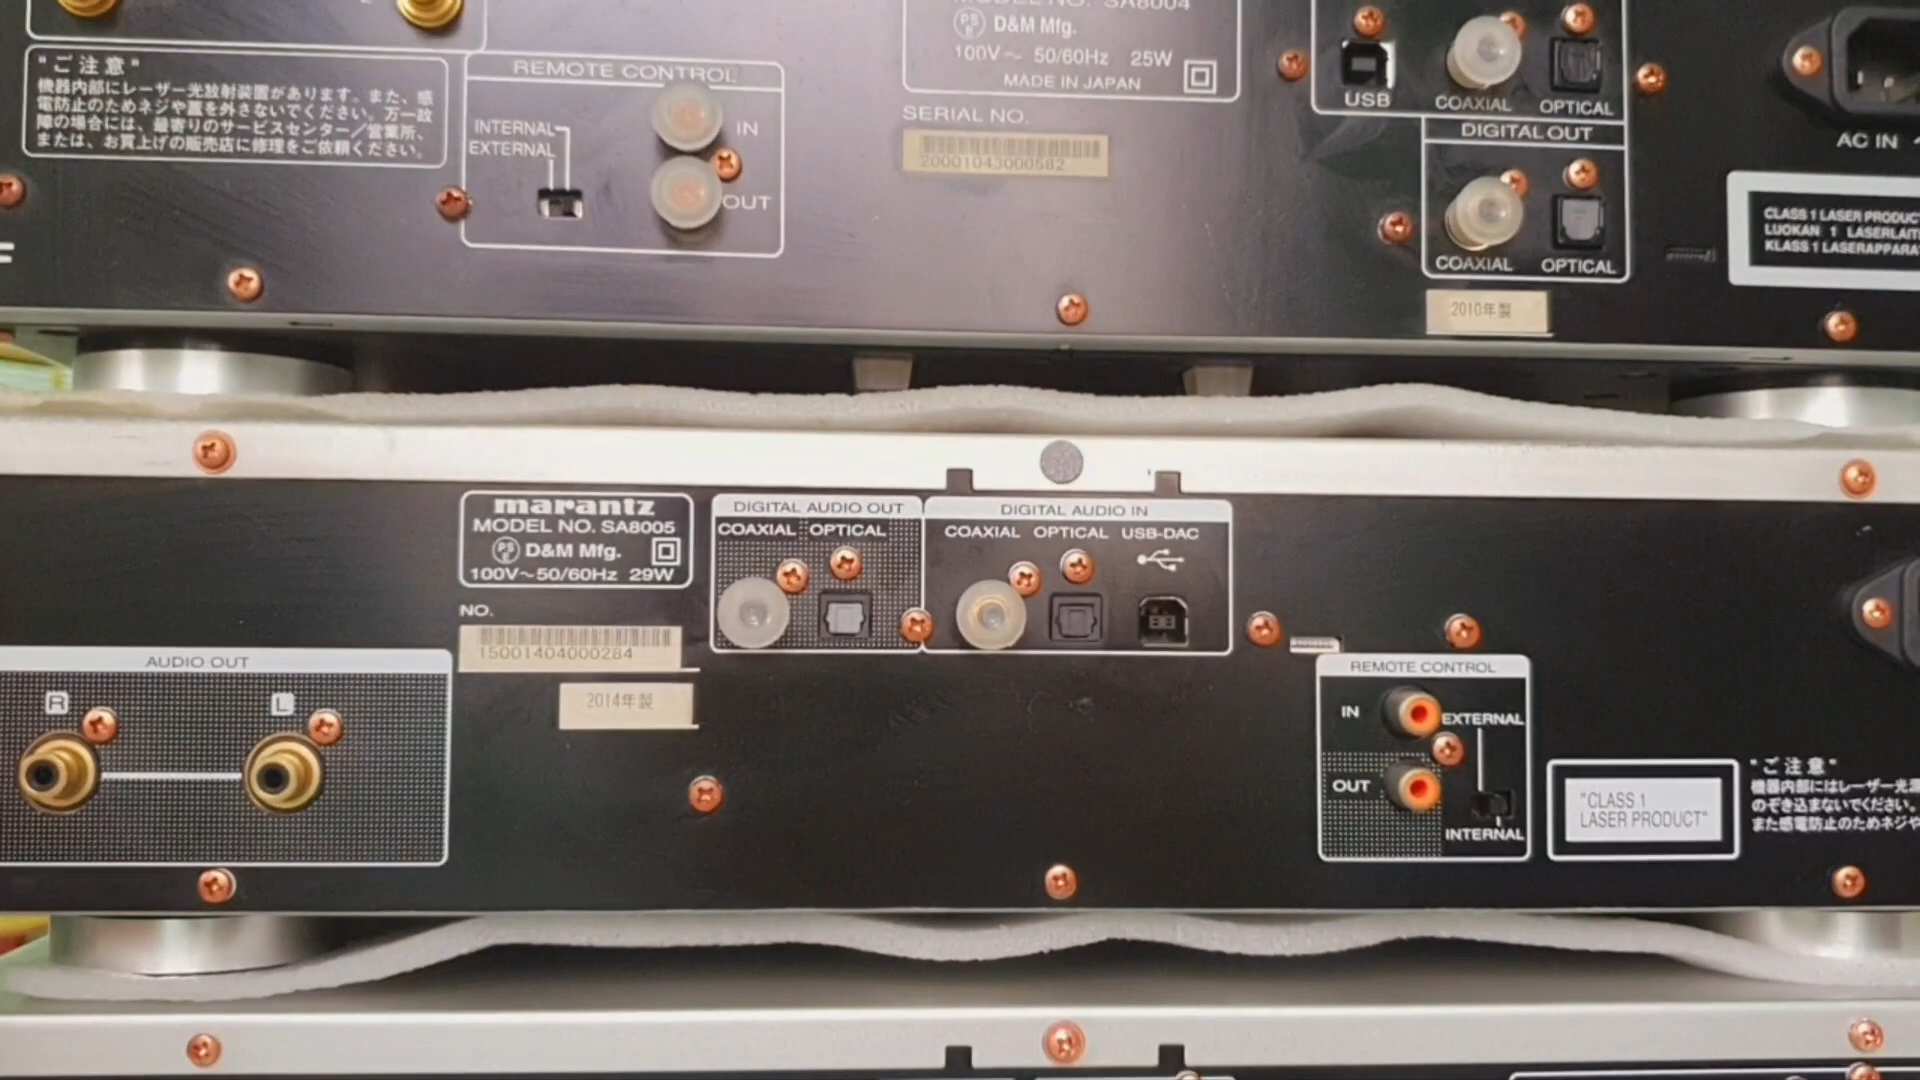 "ご注意"
機器内部にレーザー光放射装置があります。また、感
電防止のためネジや蓋を外さないでください。万一故
障の場合には、最寄りのサービスセンター／営業所、
または、お買上げの販売店に修理をご依頼ください。
REMOTE CONTROL
INTERNAL
EXTERNAL
IN
OUT
MODEL NO. SA8004
PS E D&M Mfg.
100V～ 50/60Hz 25W
MADE IN JAPAN
SERIAL NO.
20001043000582
USB
COAXIAL
OPTICAL
DIGITAL OUT
COAXIAL
OPTICAL
2010年製
AC IN
CLASS 1 LASER PRODUCT
LUOKAN 1 LASERLAIT
KLASS 1 LASERAPPARA
marantz
MODEL NO. SA8005
PS E D&M Mfg.
100V～50/60Hz 29W
NO.
15001404000284
2014年製
DIGITAL AUDIO OUT
COAXIAL OPTICAL
DIGITAL AUDIO IN
COAXIAL OPTICAL USB-DAC
AUDIO OUT
R
L
REMOTE CONTROL
IN
EXTERNAL
OUT
INTERNAL
"CLASS 1
LASER PRODUCT"
"ご注意"
機器内部にはレーザー光源
のぞき込まないでください。
また感電防止のためネジや